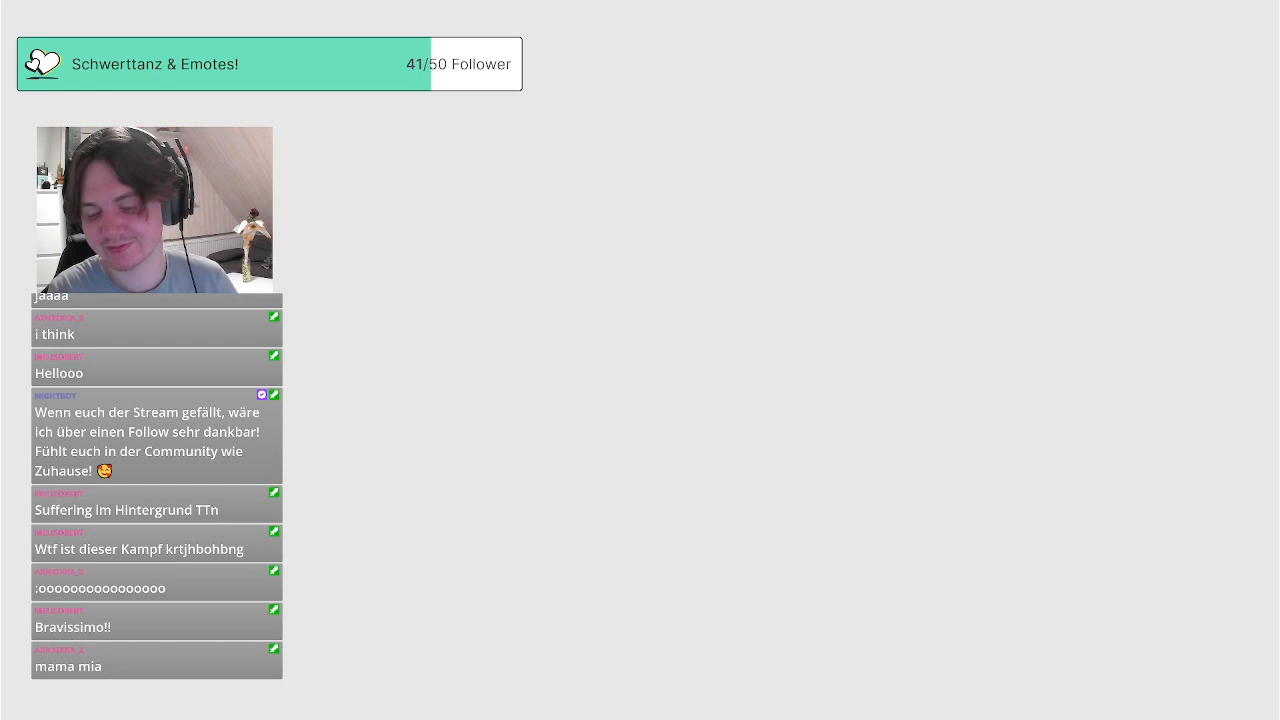 Schwerttanz & Emotes!
41/50 Follower
jaaaa
i think
Hellooo
NIGHTBOT
Wenn euch der Stream gefällt, wäre
ich über einen Follow sehr dankbar!
Fühlt euch in der Community wie
Zuhause! 🥰
Suffering im Hintergrund TTn
Wtf ist dieser Kampf krtjhbohbng
:oooooooooooooooo
Bravissimo!!
mama mia